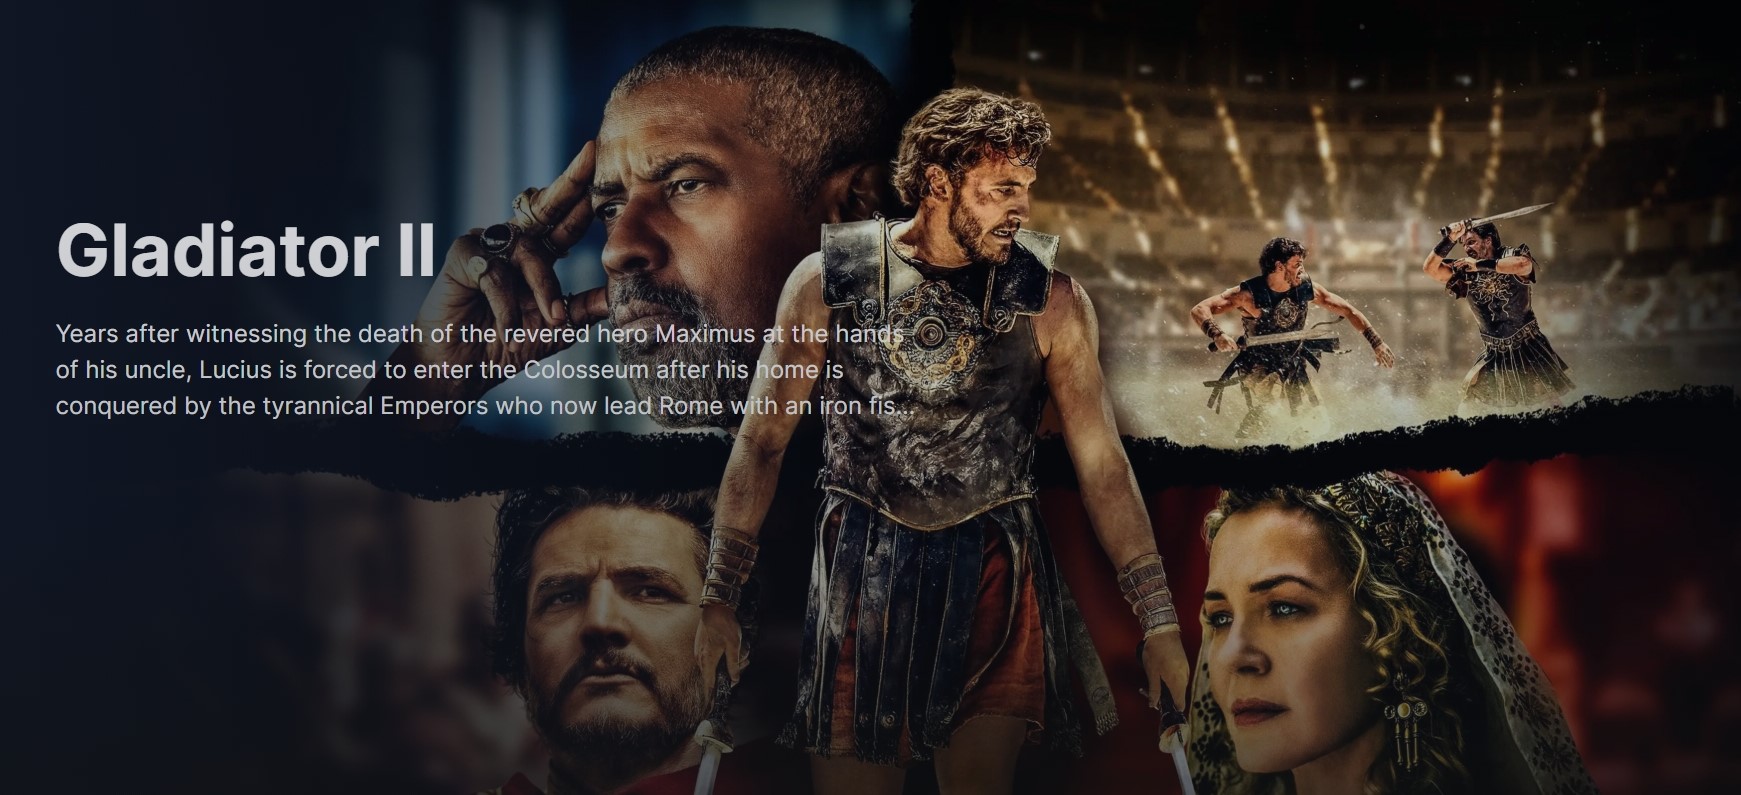 Gladiator II
Years after witnessing the death of the revered hero Maximus at the hands
of his uncle, Lucius is forced to enter the Colosseum after his home is
conquered by the tyrannical Emperors who now lead Rome with an iron fis...